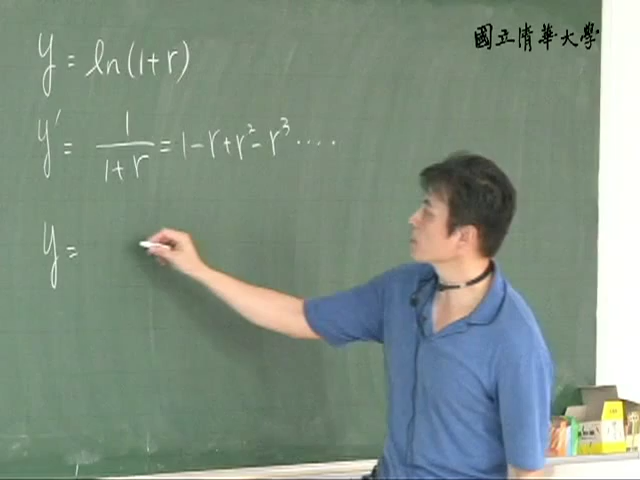 國立清華大學
y = ln(1+r)
y' = 1/(1+r) = 1-r+r²-r³....
y =